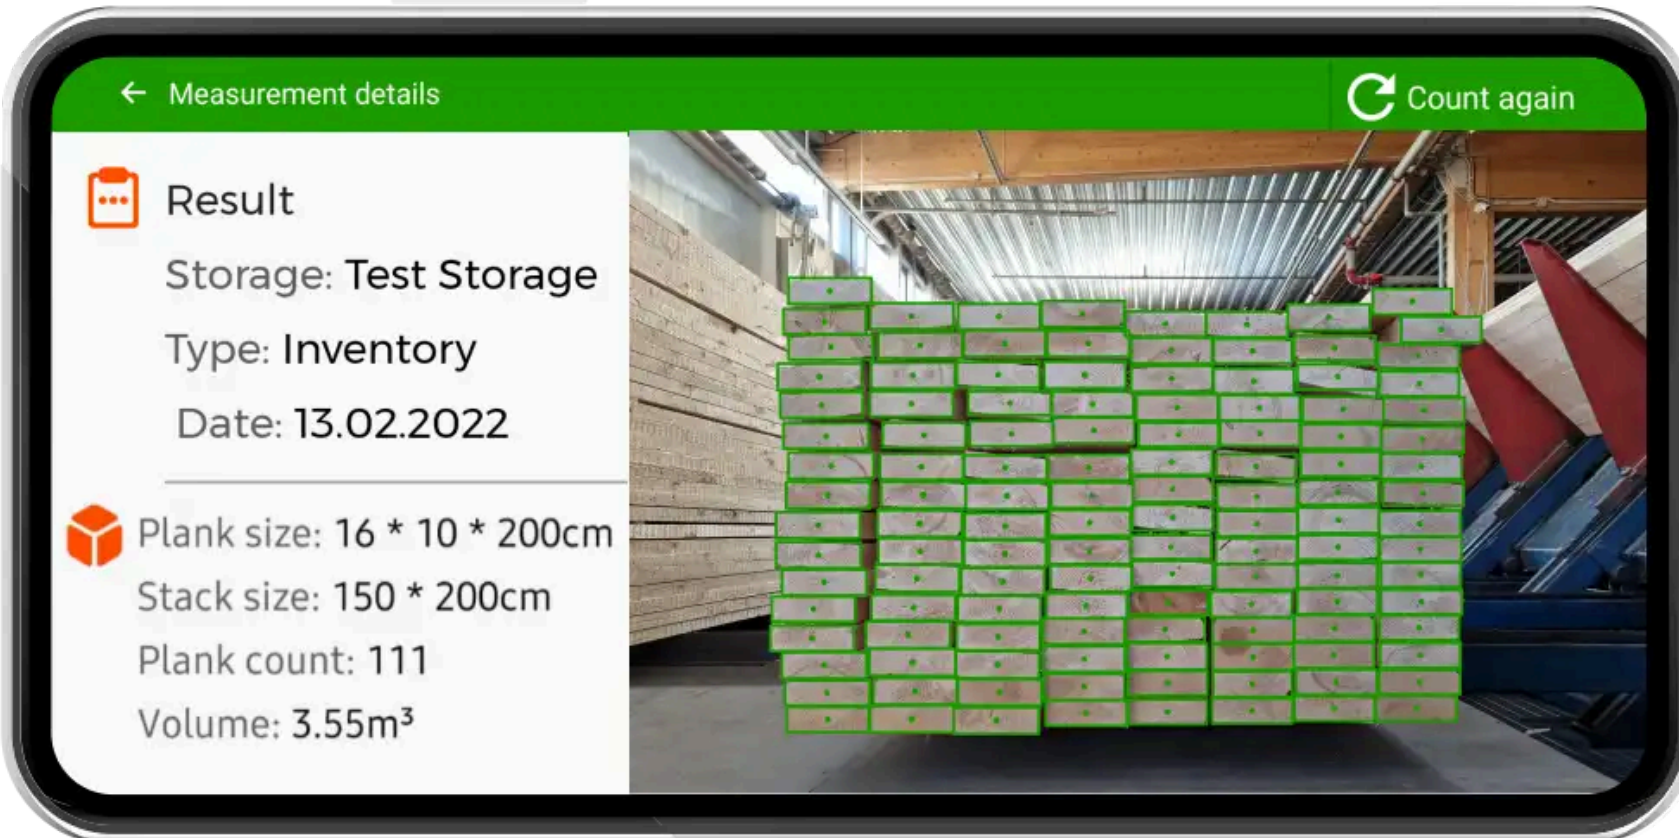 Measurement details
Count again
Result
Storage: Test Storage
Type: Inventory
Date: 13.02.2022
Plank size: 16 * 10 * 200cm
Stack size: 150 * 200cm
Plank count: 111
Volume: 3.55m³